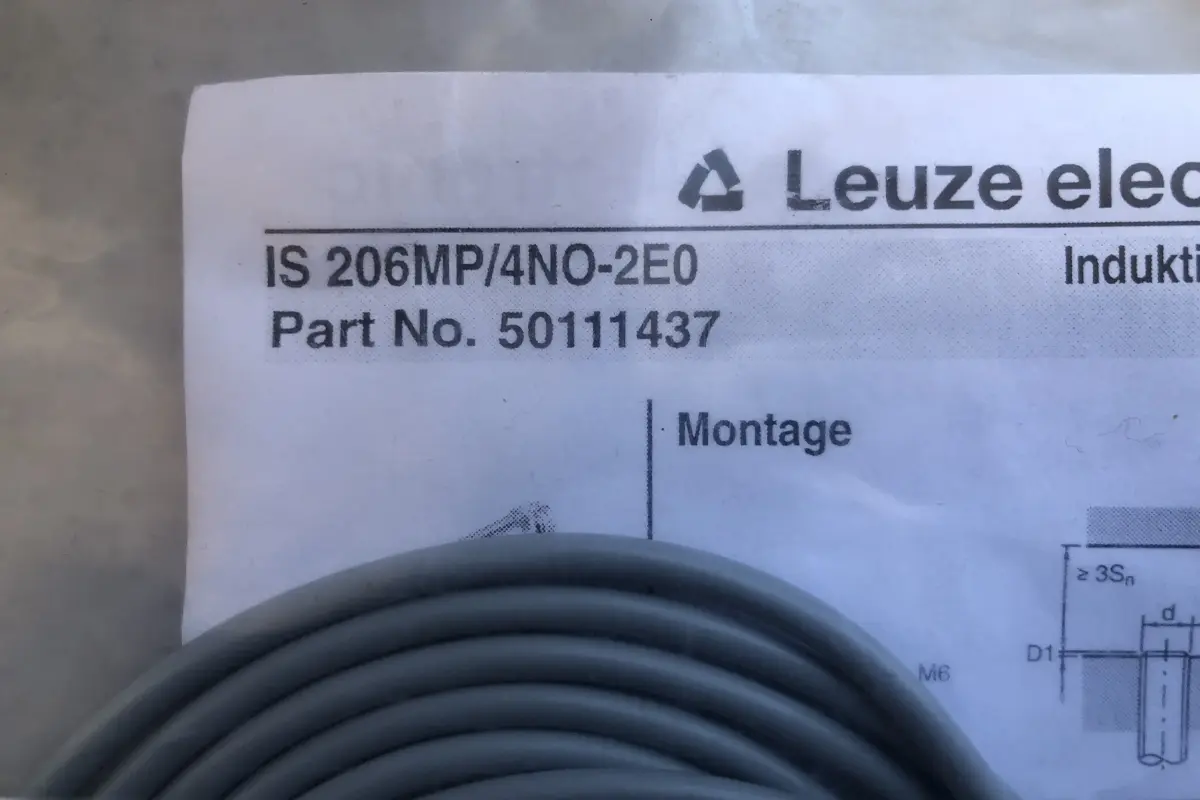 Leuze elec
IS 206MP/4NO-2E0 Indukti
Part No. 50111437
Montage
≥ 3Sn
d
D1
M6